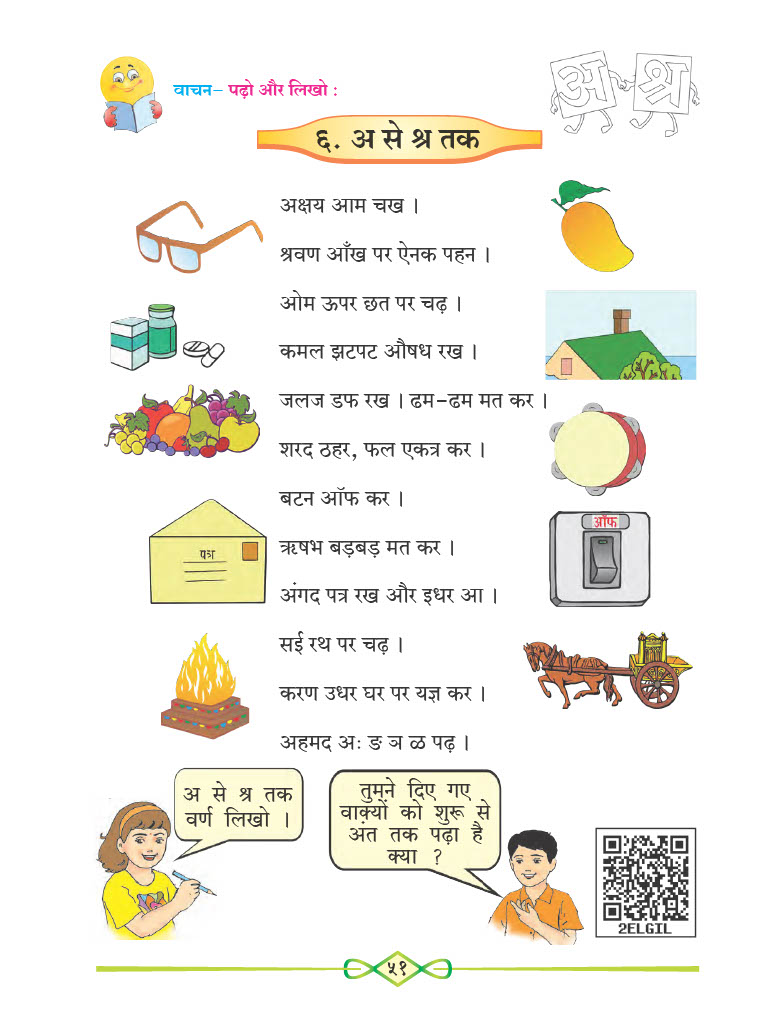 वाचन– पढ़ो और लिखो :
अ श्र
६. अ से श्र तक
अक्षय आम चख ।
श्रवण आँख पर ऐनक पहन ।
ओम ऊपर छत पर चढ़ ।
कमल झटपट औषध रख ।
जलज डफ रख । ढम-ढम मत कर ।
शरद ठहर, फल एकत्र कर ।
बटन ऑफ कर ।
ऑफ
पत्र
ऋषभ बड़बड़ मत कर ।
अंगद पत्र रख और इधर आ ।
सई रथ पर चढ़ ।
करण उधर घर पर यज्ञ कर ।
अहमद अः ङ ञ ळ पढ़ ।
अ से श्र तक
वर्ण लिखो ।
तुमने दिए गए
वाक्यों को शुरू से
अंत तक पढ़ा है
क्या ?
2ELGIL
५१